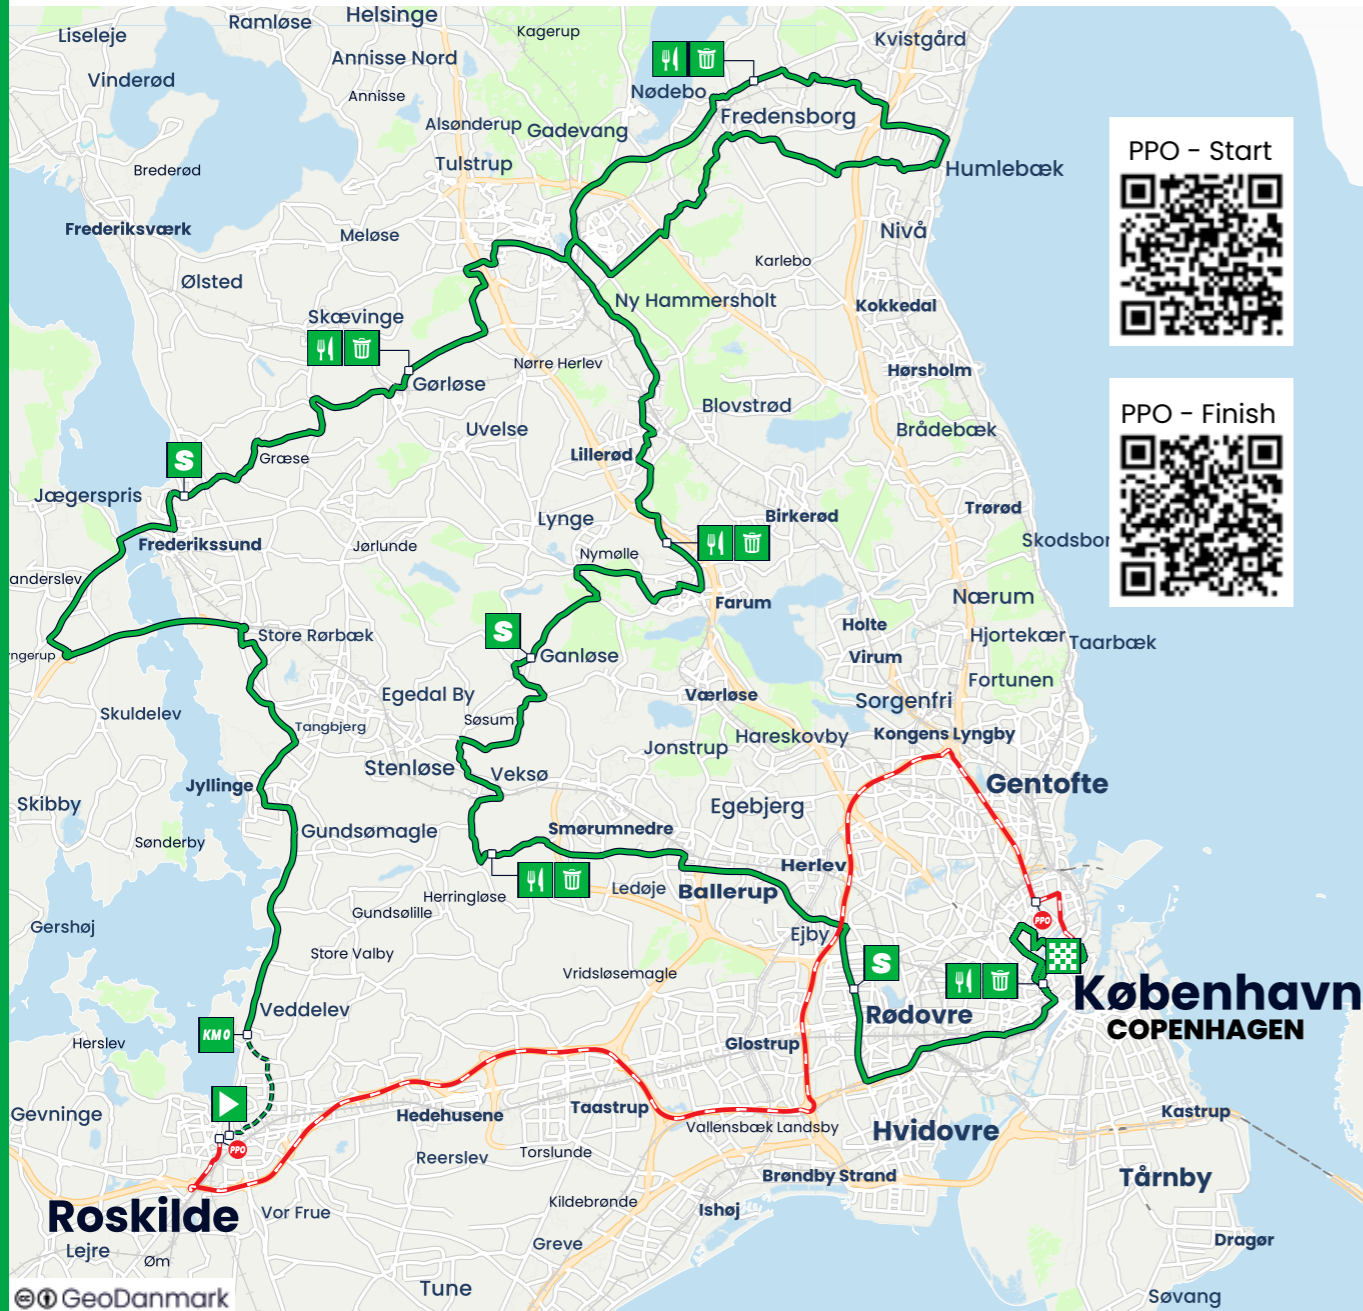 Liseleje
Ramløse
Helsinge
Kagerup
Kvistgård
Annisse Nord
Vinderød
Annisse
Nødebo
Fredensborg
Alsønderup
Gadevang
PPO - Start
Tulstrup
Brederød
Humlebæk
Frederiksværk
Meløse
Nivå
Karlebo
Ølsted
Ny Hammersholt
Kokkedal
Skævinge
Nørre Herlev
Hørsholm
Gørløse
Blovstrød
PPO - Finish
Uvelse
Brådebæk
Græse
Lillerød
Jægerspris
Trørød
Lynge
Birkerød
Frederikssund
Jørlunde
Nymølle
Skodsbor
anderslev
Nærum
Farum
Holte
Store Rørbæk
Hjortekær
Taarbæk
yngerup
Ganløse
Virum
Fortunen
Egedal By
Værløse
Sorgenfri
Skuldelev
Søsum
Tangbjerg
Jonstrup
Hareskovby
Kongens Lyngby
Stenløse
Veksø
Jyllinge
Gentofte
Skibby
Egebjerg
Gundsømagle
Smørumnedre
Sønderby
Herlev
Herringløse
Ledøje
Ballerup
Gundsølille
Gershøj
Ejby
PPO
Store Valby
Vridsløsemagle
S
S
S
København
COPENHAGEN
Veddelev
Rødovre
KM 0
Herslev
Glostrup
Gevninge
Hedehusene
Taastrup
Kastrup
Vallensbæk Landsby
Hvidovre
PPO
Reerslev
Torslunde
Brøndby Strand
Tårnby
Roskilde
Vor Frue
Kildebrønde
Ishøj
Lejre
Øm
Greve
Dragør
Tune
Søvang
GeoDanmark